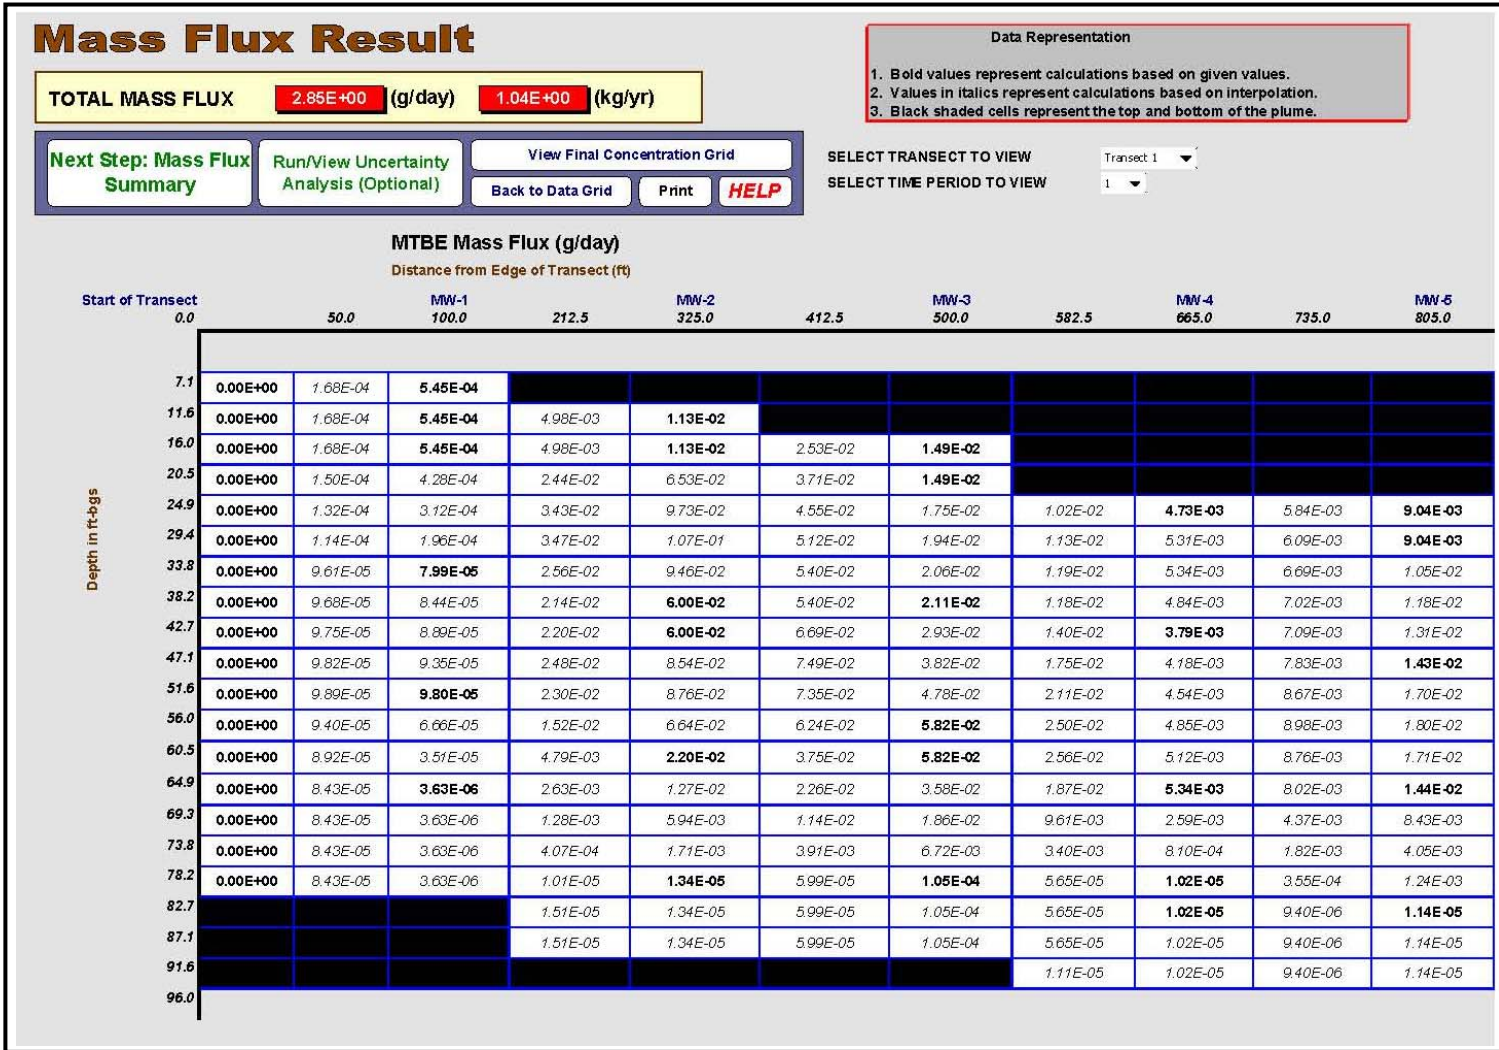 Mass Flux Result
TOTAL MASS FLUX 2.85E+00 (g/day) 1.04E+00 (kg/yr)
Data Representation
1. Bold values represent calculations based on given values.
2. Values in italics represent calculations based on interpolation.
3. Black shaded cells represent the top and bottom of the plume.
Next Step: Mass Flux Summary
Run/View Uncertainty Analysis (Optional)
View Final Concentration Grid
Back to Data Grid Print HELP
SELECT TRANSECT TO VIEW Transect 1
SELECT TIME PERIOD TO VIEW 1
MTBE Mass Flux (g/day)
Distance from Edge of Transect (ft)
Start of Transect MW-1 MW-2 MW-3 MW-4 MW-5
0.0 50.0 100.0 212.5 325.0 412.5 500.0 582.5 665.0 735.0 805.0
Depth in ft-bgs
7.1 0.00E+00 1.68E-04 5.45E-04
11.6 0.00E+00 1.68E-04 5.45E-04 4.98E-03 1.13E-02
16.0 0.00E+00 1.68E-04 5.45E-04 4.98E-03 1.13E-02 2.53E-02 1.49E-02
20.5 0.00E+00 1.50E-04 4.28E-04 2.44E-02 6.53E-02 3.71E-02 1.49E-02
24.9 0.00E+00 1.32E-04 3.12E-04 3.43E-02 9.73E-02 4.55E-02 1.75E-02 1.02E-02 4.73E-03 5.84E-03 9.04E-03
29.4 0.00E+00 1.14E-04 1.96E-04 3.47E-02 1.07E-01 5.12E-02 1.94E-02 1.13E-02 5.31E-03 6.09E-03 9.04E-03
33.8 0.00E+00 9.61E-05 7.99E-05 2.56E-02 9.46E-02 5.40E-02 2.06E-02 1.19E-02 5.34E-03 6.69E-03 1.05E-02
38.2 0.00E+00 9.68E-05 8.44E-05 2.14E-02 6.00E-02 5.40E-02 2.11E-02 1.18E-02 4.84E-03 7.02E-03 1.18E-02
42.7 0.00E+00 9.75E-05 8.89E-05 2.20E-02 6.00E-02 6.69E-02 2.93E-02 1.40E-02 3.79E-03 7.09E-03 1.31E-02
47.1 0.00E+00 9.82E-05 9.35E-05 2.48E-02 8.54E-02 7.49E-02 3.82E-02 1.75E-02 4.18E-03 7.83E-03 1.43E-02
51.6 0.00E+00 9.89E-05 9.80E-05 2.30E-02 8.76E-02 7.35E-02 4.78E-02 2.11E-02 4.54E-03 8.67E-03 1.70E-02
56.0 0.00E+00 9.40E-05 6.66E-05 1.52E-02 6.64E-02 6.24E-02 5.82E-02 2.50E-02 4.85E-03 8.98E-03 1.80E-02
60.5 0.00E+00 8.92E-05 3.51E-05 4.79E-03 2.20E-02 3.75E-02 5.82E-02 2.56E-02 5.12E-03 8.76E-03 1.71E-02
64.9 0.00E+00 8.43E-05 3.63E-06 2.63E-03 1.27E-02 2.26E-02 3.58E-02 1.87E-02 5.34E-03 8.02E-03 1.44E-02
69.3 0.00E+00 8.43E-05 3.63E-06 1.28E-03 5.94E-03 1.14E-02 1.86E-02 9.61E-03 2.59E-03 4.37E-03 8.43E-03
73.8 0.00E+00 8.43E-05 3.63E-06 4.07E-04 1.71E-03 3.91E-03 6.72E-03 3.40E-03 8.10E-04 1.82E-03 4.05E-03
78.2 0.00E+00 8.43E-05 3.63E-06 1.01E-05 1.34E-05 5.99E-05 1.05E-04 5.65E-05 1.02E-05 3.55E-04 1.24E-03
82.7 1.51E-05 1.34E-05 5.99E-05 1.05E-04 5.65E-05 1.02E-05 9.40E-06 1.14E-05
87.1 1.51E-05 1.34E-05 5.99E-05 1.05E-04 5.65E-05 1.02E-05 9.40E-06 1.14E-05
91.6 1.11E-05 1.02E-05 9.40E-06 1.14E-05
96.0